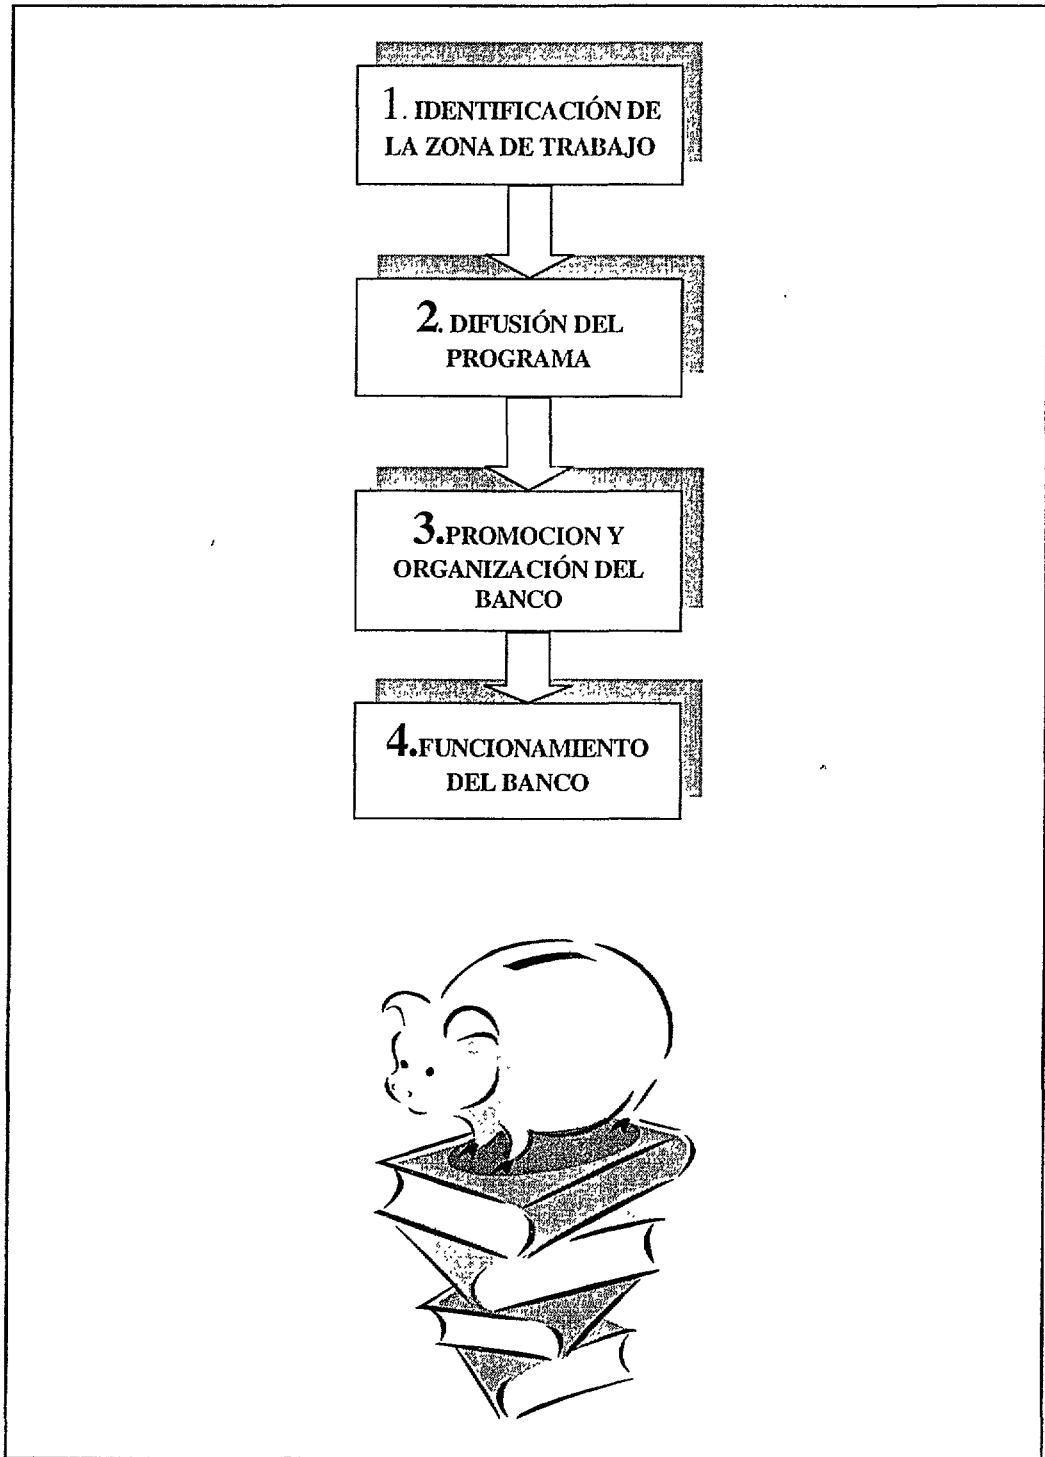 1. IDENTIFICACIÓN DE
LA ZONA DE TRABAJO
2. DIFUSIÓN DEL
PROGRAMA
3.PROMOCION Y
ORGANIZACIÓN DEL
BANCO
4.FUNCIONAMIENTO
DEL BANCO